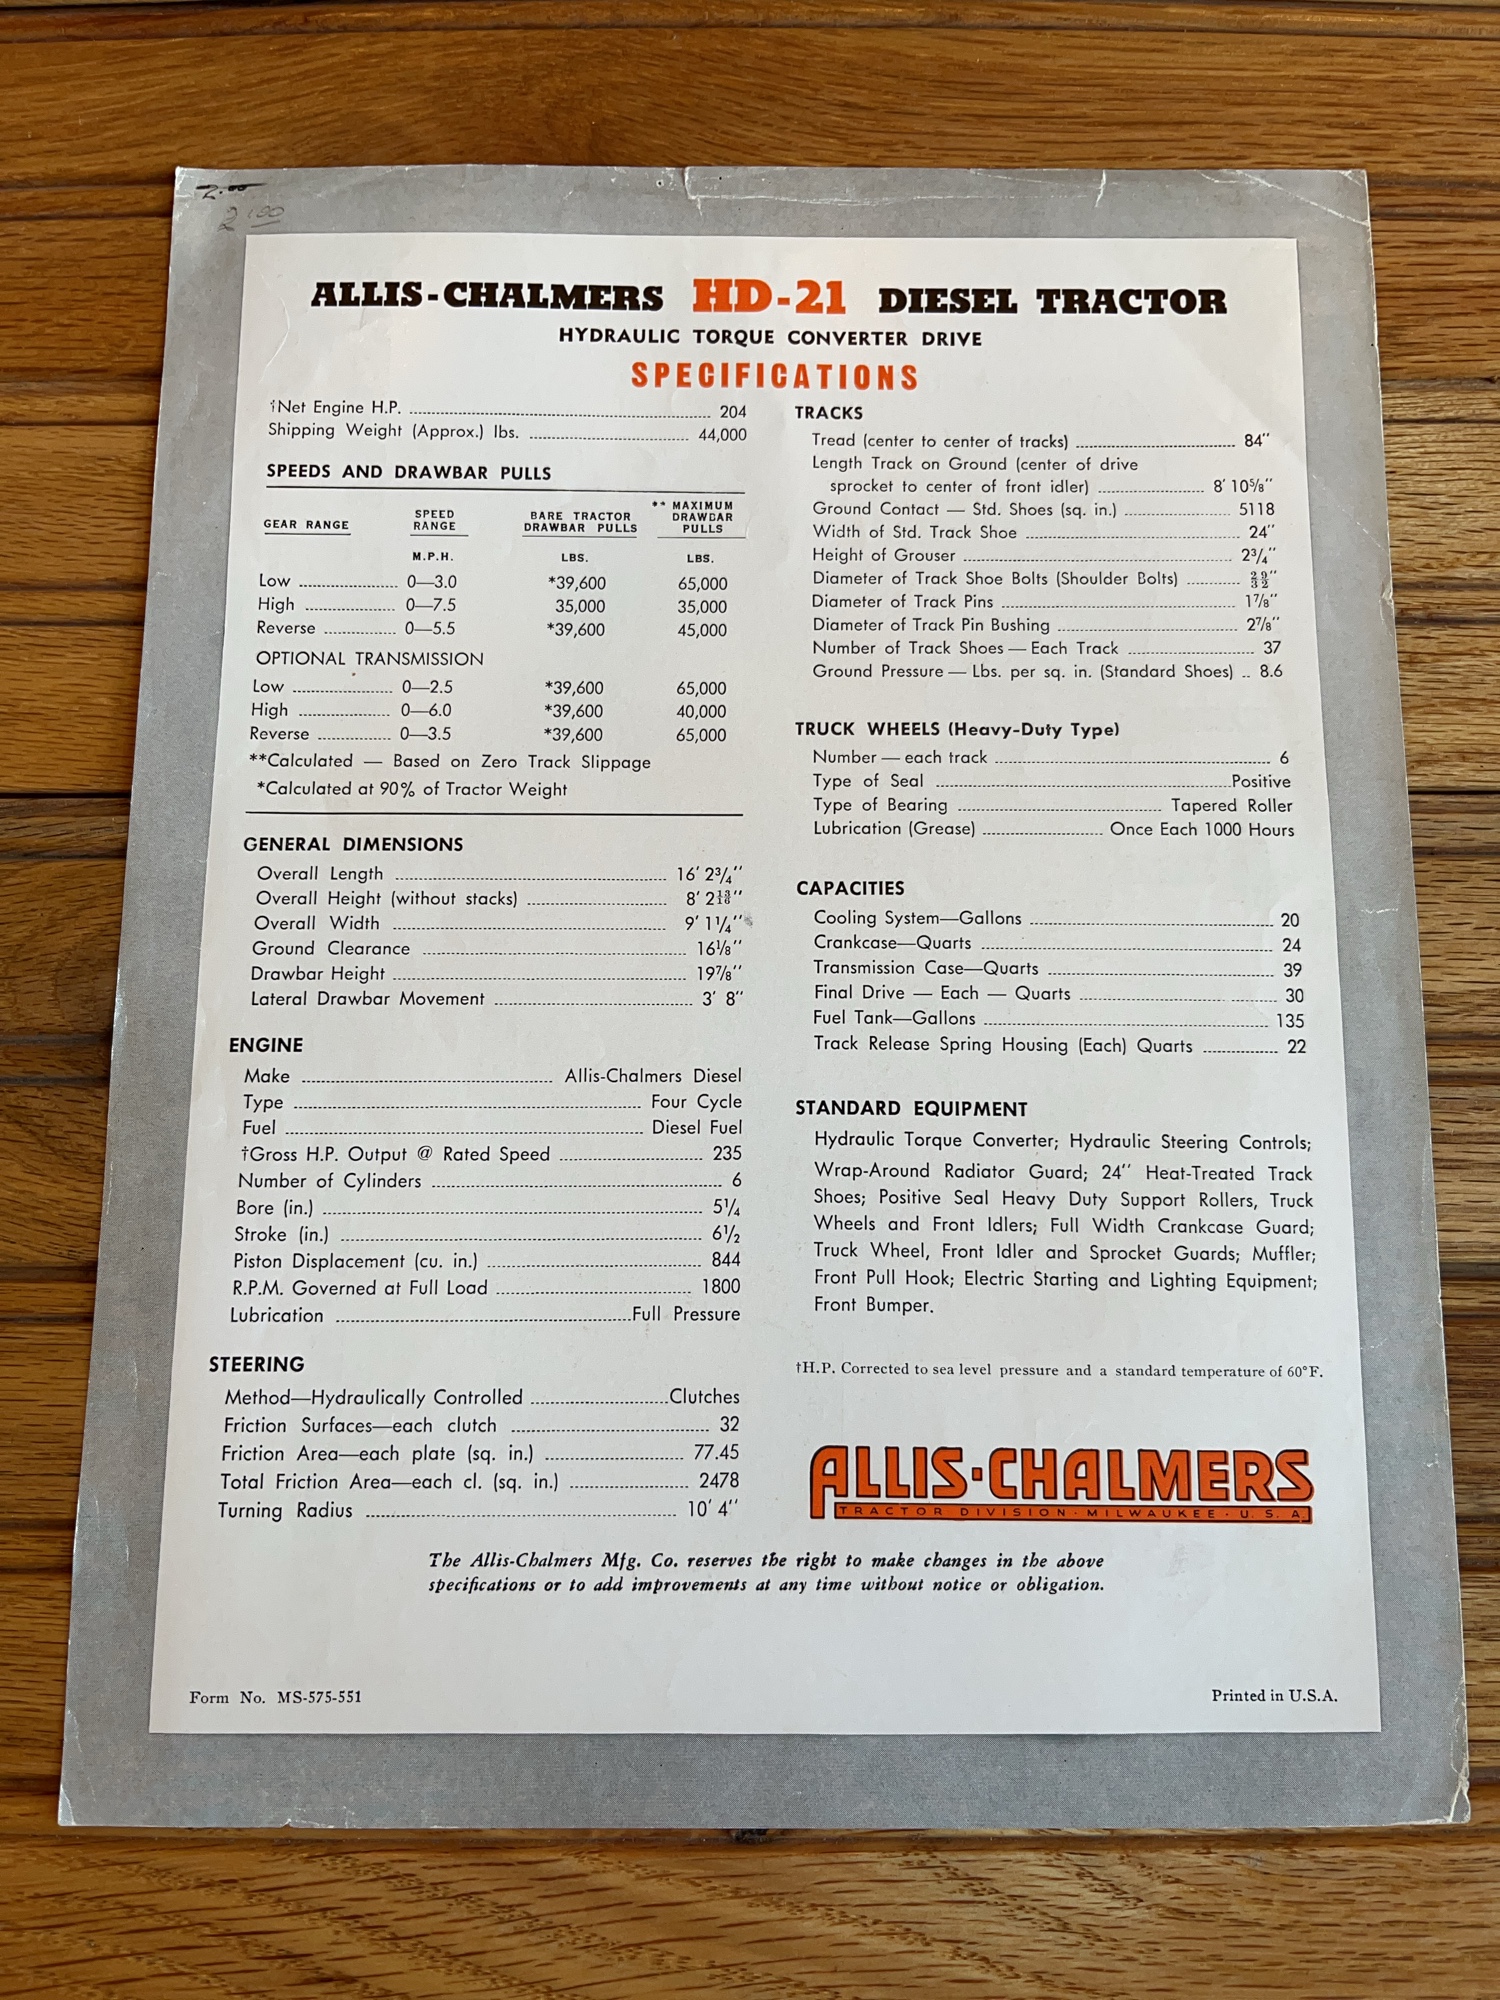 2.00
2.00
ALLIS-CHALMERS HD-21 DIESEL TRACTOR
HYDRAULIC TORQUE CONVERTER DRIVE
SPECIFICATIONS
†Net Engine H.P. 204
Shipping Weight (Approx.) lbs. 44,000
SPEEDS AND DRAWBAR PULLS
GEAR RANGE SPEED RANGE BARE TRACTOR DRAWBAR PULLS **MAXIMUM DRAWBAR PULLS
M.P.H. LBS. LBS.
Low 0—3.0 *39,600 65,000
High 0—7.5 35,000 35,000
Reverse 0—5.5 *39,600 45,000
OPTIONAL TRANSMISSION
Low 0—2.5 *39,600 65,000
High 0—6.0 *39,600 40,000
Reverse 0—3.5 *39,600 65,000
**Calculated — Based on Zero Track Slippage
*Calculated at 90% of Tractor Weight
GENERAL DIMENSIONS
Overall Length 16' 2¾''
Overall Height (without stacks) 8' 2 13/16''
Overall Width 9' 1¼''
Ground Clearance 16⅛''
Drawbar Height 19⅞''
Lateral Drawbar Movement 3' 8''
ENGINE
Make Allis-Chalmers Diesel
Type Four Cycle
Fuel Diesel Fuel
†Gross H.P. Output @ Rated Speed 235
Number of Cylinders 6
Bore (in.) 5¼
Stroke (in.) 6½
Piston Displacement (cu. in.) 844
R.P.M. Governed at Full Load 1800
Lubrication Full Pressure
STEERING
Method—Hydraulically Controlled Clutches
Friction Surfaces—each clutch 32
Friction Area—each plate (sq. in.) 77.45
Total Friction Area—each cl. (sq. in.) 2478
Turning Radius 10' 4''
TRACKS
Tread (center to center of tracks) 84''
Length Track on Ground (center of drive
sprocket to center of front idler) 8' 10⅝''
Ground Contact — Std. Shoes (sq. in.) 5118
Width of Std. Track Shoe 24''
Height of Grouser 2¾''
Diameter of Track Shoe Bolts (Shoulder Bolts) 29/32''
Diameter of Track Pins 1⅞''
Diameter of Track Pin Bushing 2⅞''
Number of Track Shoes — Each Track 37
Ground Pressure — Lbs. per sq. in. (Standard Shoes) 8.6
TRUCK WHEELS (Heavy-Duty Type)
Number — each track 6
Type of Seal Positive
Type of Bearing Tapered Roller
Lubrication (Grease) Once Each 1000 Hours
CAPACITIES
Cooling System—Gallons 20
Crankcase—Quarts 24
Transmission Case—Quarts 39
Final Drive — Each — Quarts 30
Fuel Tank—Gallons 135
Track Release Spring Housing (Each) Quarts 22
STANDARD EQUIPMENT
Hydraulic Torque Converter; Hydraulic Steering Controls;
Wrap-Around Radiator Guard; 24'' Heat-Treated Track
Shoes; Positive Seal Heavy Duty Support Rollers, Truck
Wheels and Front Idlers; Full Width Crankcase Guard;
Truck Wheel, Front Idler and Sprocket Guards; Muffler;
Front Pull Hook; Electric Starting and Lighting Equipment;
Front Bumper.
†H.P. Corrected to sea level pressure and a standard temperature of 60°F.
ALLIS·CHALMERS
TRACTOR DIVISION · MILWAUKEE · U. S. A.
The Allis-Chalmers Mfg. Co. reserves the right to make changes in the above
specifications or to add improvements at any time without notice or obligation.
Form No. MS-575-551
Printed in U.S.A.